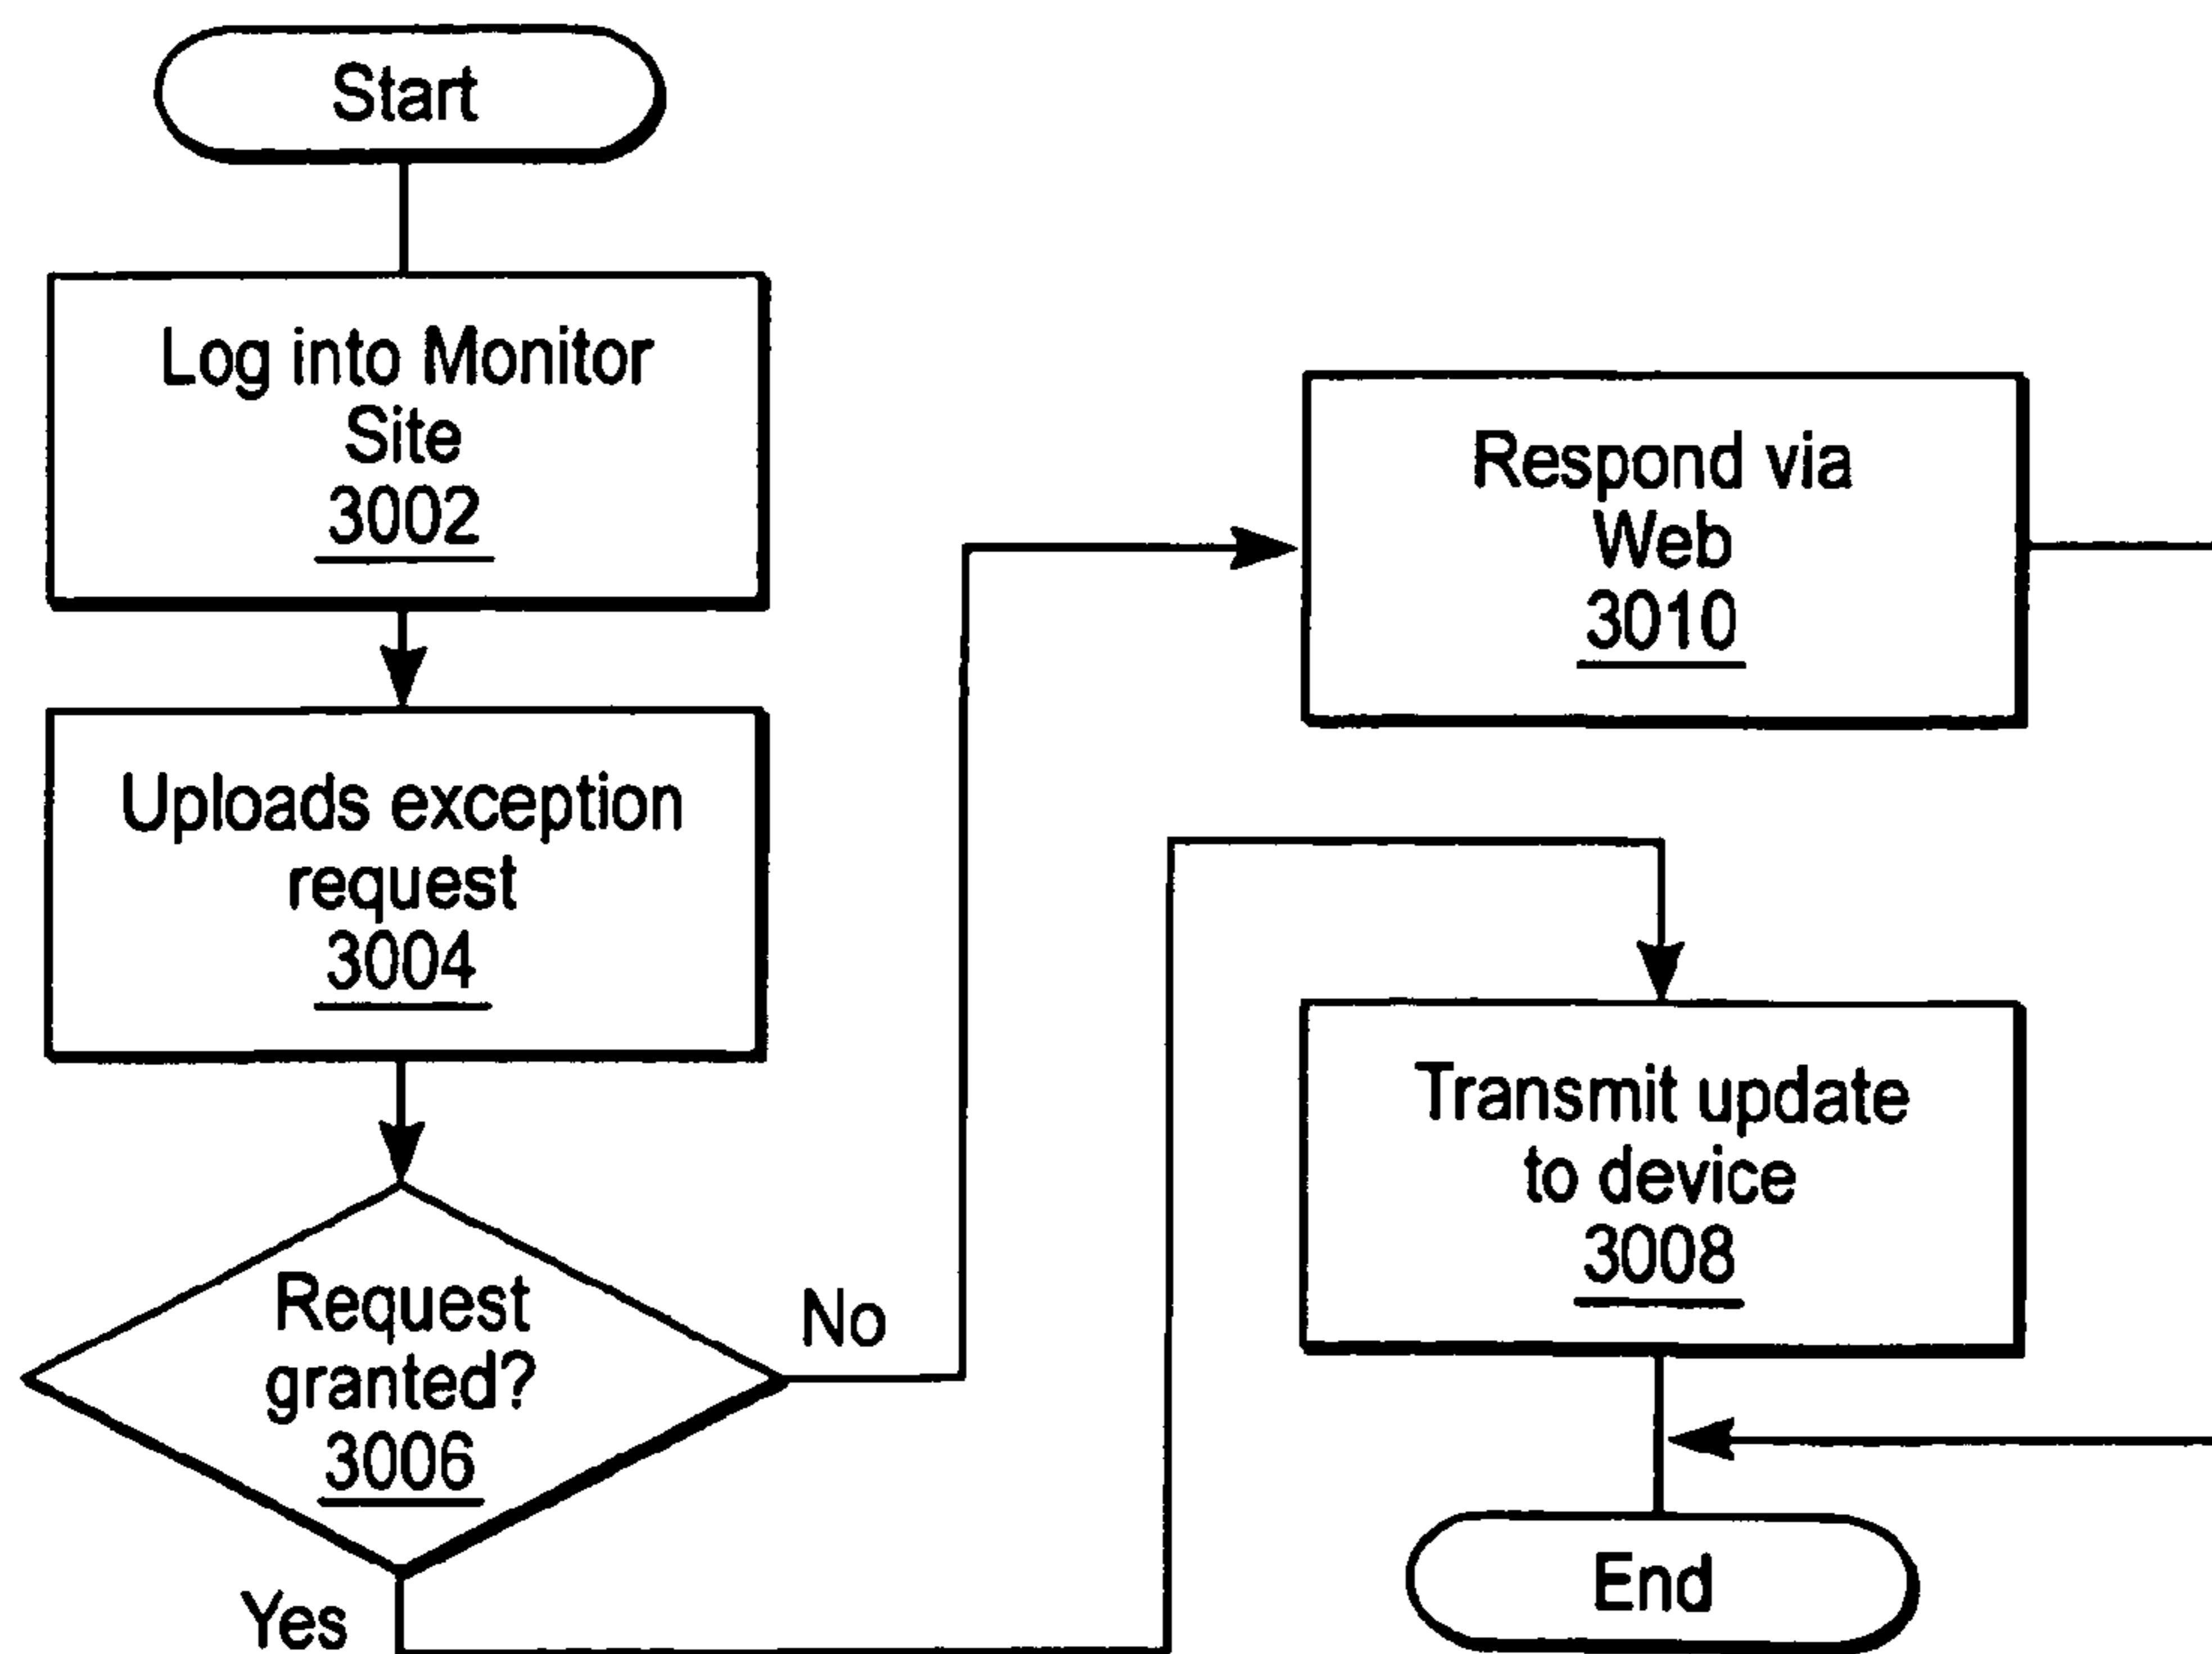 Start
Log into Monitor
Site
3002
Uploads exception
request
3004
Request
granted?
3006
No
Yes
Respond via
Web
3010
Transmit update
to device
3008
End